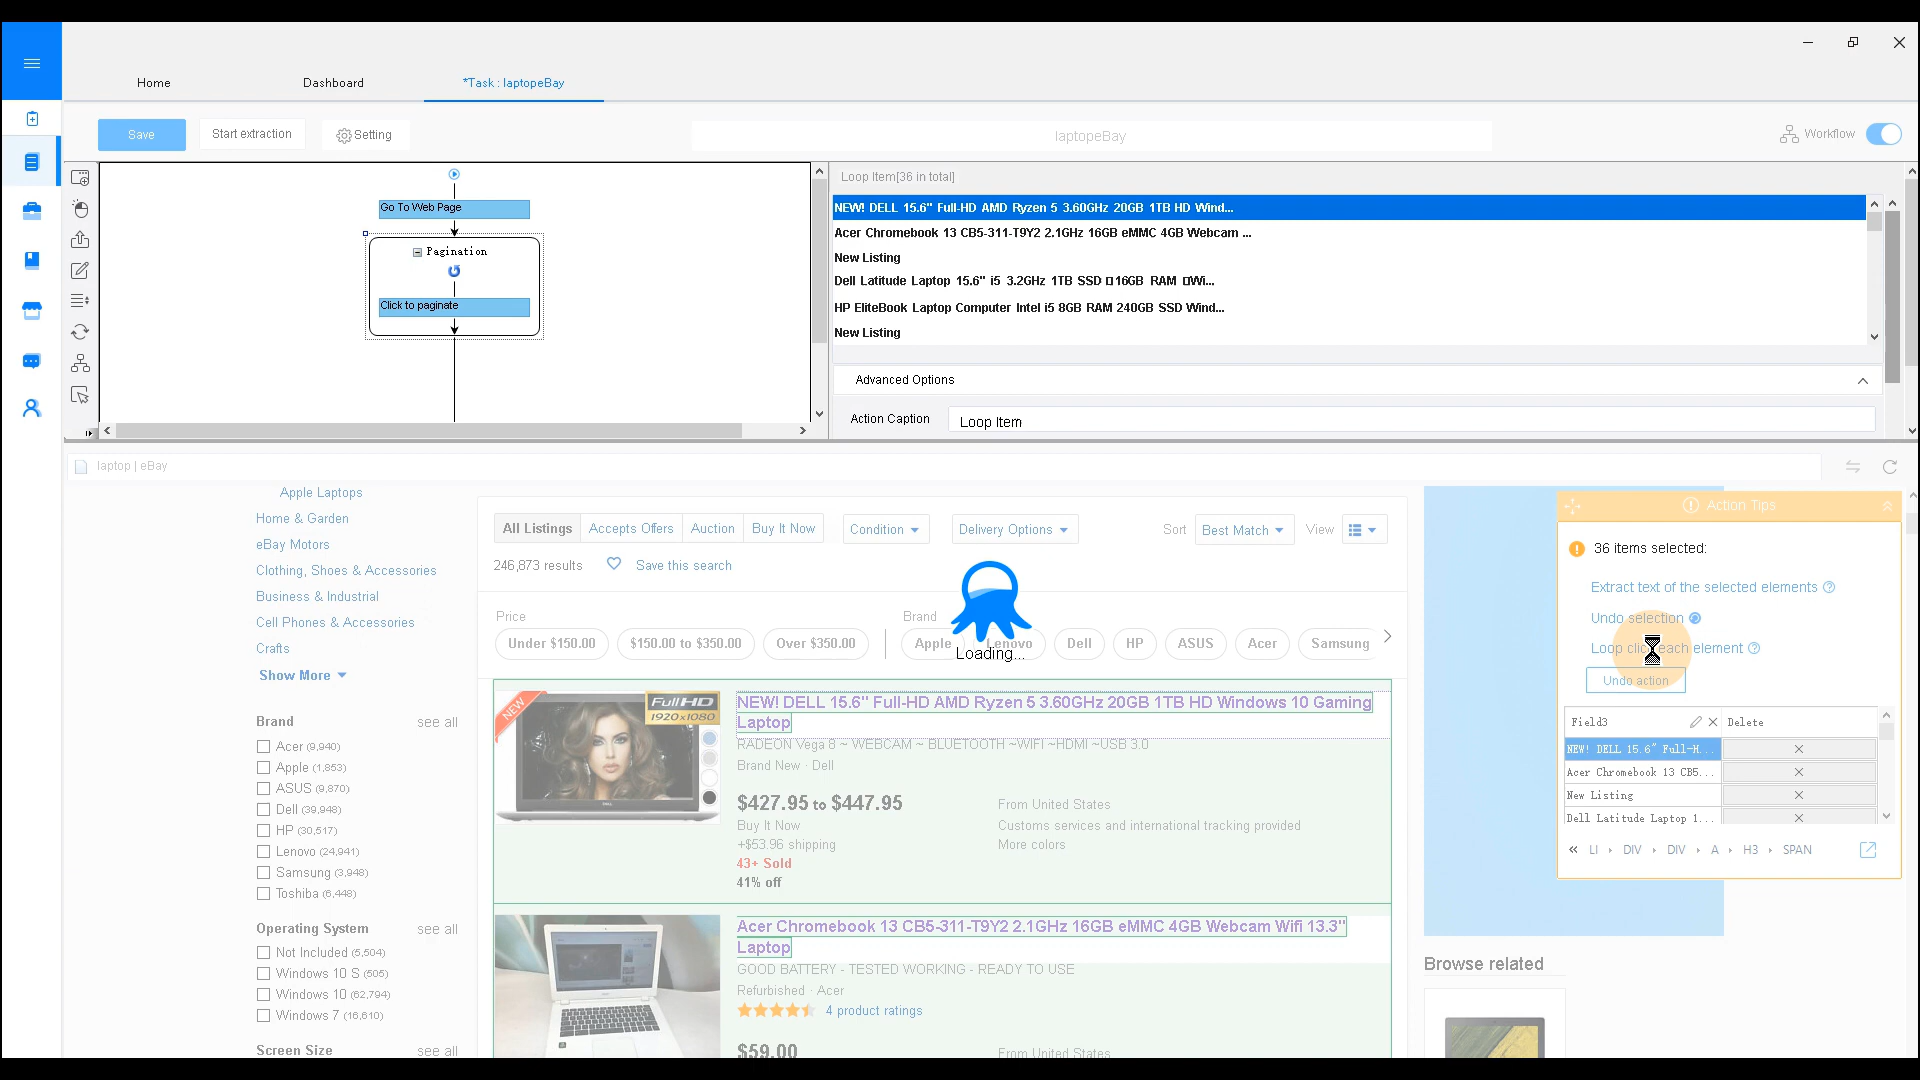 Home
Dashboard
*Task : laptopeBay
Save
Start extraction
Setting
laptopeBay
Workflow
Go To Web Page
Pagination
Click to paginate
Loop Item[36 in total]
NEW! DELL 15.6" Full-HD AMD Ryzen 5 3.60GHz 20GB 1TB HD Wind...
Acer Chromebook 13 CB5-311-T9Y2 2.1GHz 16GB eMMC 4GB Webcam ...
New Listing
Dell Latitude Laptop 15.6" i5 3.2GHz 1TB SSD 16GB RAM Wi...
HP EliteBook Laptop Computer Intel i5 8GB RAM 240GB SSD Wind...
New Listing
Advanced Options
Action Caption
Loop Item
laptop | eBay
Apple Laptops
Home & Garden
eBay Motors
Clothing, Shoes & Accessories
Business & Industrial
Cell Phones & Accessories
Crafts
Show More
Brand see all
Acer (9,940)
Apple (1,853)
ASUS (9,870)
Dell (39,948)
HP (30,517)
Lenovo (24,941)
Samsung (3,948)
Toshiba (6,448)
Operating System see all
Not Included (5,504)
Windows 10 S (505)
Windows 10 (62,794)
Windows 7 (16,610)
Screen Size see all
All Listings Accepts Offers Auction Buy It Now Condition Delivery Options Sort Best Match View
246,873 results Save this search
Price
Under $150.00 $150.00 to $350.00 Over $350.00
Brand
Apple Lenovo Dell HP ASUS Acer Samsung
Loading...
NEW
FullHD
1920x1080
NEW! DELL 15.6" Full-HD AMD Ryzen 5 3.60GHz 20GB 1TB HD Windows 10 Gaming
Laptop
RADEON Vega 8 ~ WEBCAM ~ BLUETOOTH ~WIFI ~HDMI ~USB 3.0
Brand New · Dell
$427.95 to $447.95 From United States
Buy It Now Customs services and international tracking provided
+$53.96 shipping More colors
43+ Sold
41% off
Acer Chromebook 13 CB5-311-T9Y2 2.1GHz 16GB eMMC 4GB Webcam Wifi 13.3"
Laptop
GOOD BATTERY - TESTED WORKING - READY TO USE
Refurbished · Acer
4 product ratings
$59.00 From United States
Action Tips
36 items selected:
Extract text of the selected elements
Undo selection
Loop click each element
Undo action
Field3 Delete
NEW! DELL 15.6" Full-H...
Acer Chromebook 13 CB5...
New Listing
Dell Latitude Laptop 1...
« LI DIV DIV A H3 SPAN
Browse related